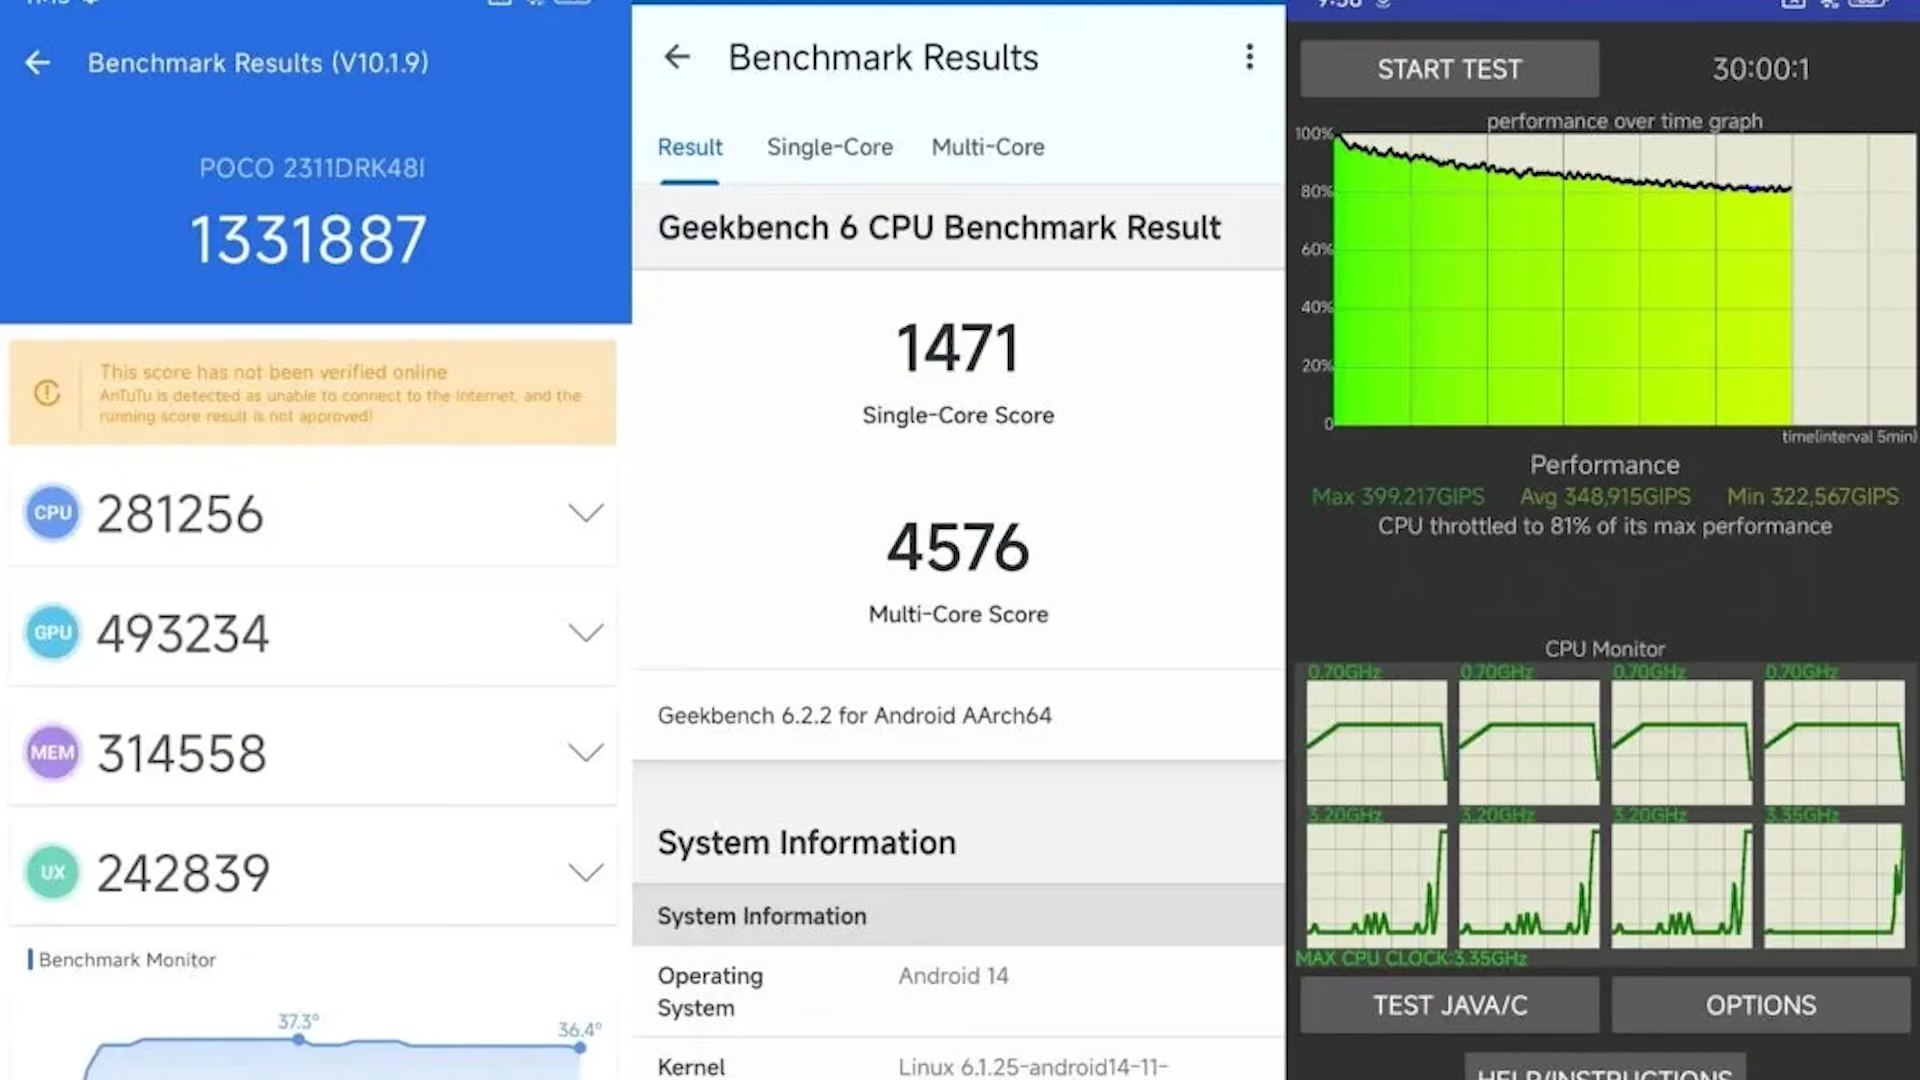 Benchmark Results (V10.1.9)
POCO 2311DRK48I
1331887
This score has not been verified online
AnTuTu is detected as unable to connect to the Internet, and the
running score result is not approved!
CPU 281256
GPU 493234
MEM 314558
UX 242839
Benchmark Monitor
37.3°
36.4°
Benchmark Results
Result Single-Core Multi-Core
Geekbench 6 CPU Benchmark Result
1471
Single-Core Score
4576
Multi-Core Score
Geekbench 6.2.2 for Android AArch64
System Information
System Information
Operating System Android 14
Kernel Linux 6.1.25-android14-11-
START TEST 30:00:1
performance over time graph
100%
80%
60%
40%
20%
0
time(interval 5min)
Performance
Max 399,217GIPS Avg 348,915GIPS Min 322,567GIPS
CPU throttled to 81% of its max performance
CPU Monitor
0.70GHz 0.70GHz 0.70GHz 0.70GHz
3.20GHz 3.20GHz 3.20GHz 3.35GHz
MAX CPU CLOCK:3.35GHz
TEST JAVA/C OPTIONS
HELP/INSTRUCTIONS